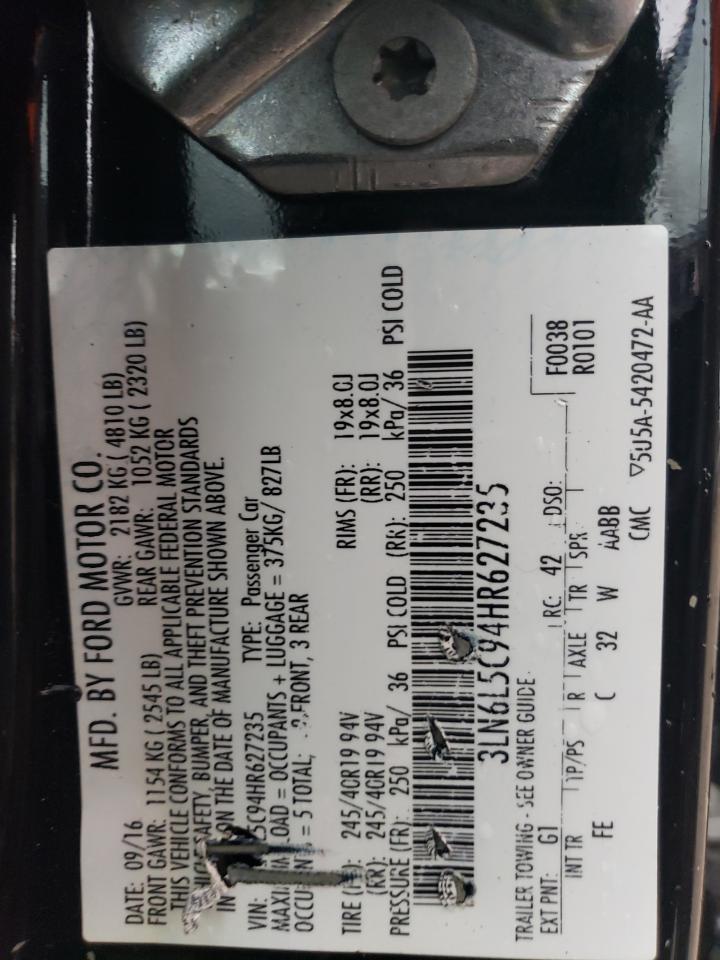 MFD. BY FORD MOTOR CO.
DATE: 09/16 GVWR: 2182 KG ( 4810 LB)
FRONT GAWR: 1154 KG ( 2545 LB) REAR GAWR: 1052 KG ( 2320 LB)
THIS VEHICLE CONFORMS TO ALL APPLICABLE FEDERAL MOTOR
SAFETY, BUMPER, AND THEFT PREVENTION STANDARDS
IN ON THE DATE OF MANUFACTURE SHOWN ABOVE.
VIN: 5C94HR627235 TYPE: Passenger Car
LOAD = OCCUPANTS + LUGGAGE = 375KG/ 827LB
= 5 TOTAL; FRONT, 3 REAR
TIRE 245/40R19 94V RIMS (FR): 19x8.0J
(RR): 245/40R19 94V (RR): 19x8.0J
PRESSURE (FR): 250 kPa/ 36 PSI COLD (RR): 250 kPa/ 36 PSI COLD
3LN6L5C94HR627235
TRAILER TOWING - SEE OWNER GUIDE
EXT PNT: G1 RC: 42 DSO: F0038
R0101
INT TR TP/PS R AXLE TR SPR
FE C 32 W AABB
CMC ▽5U5A-5420472-AA